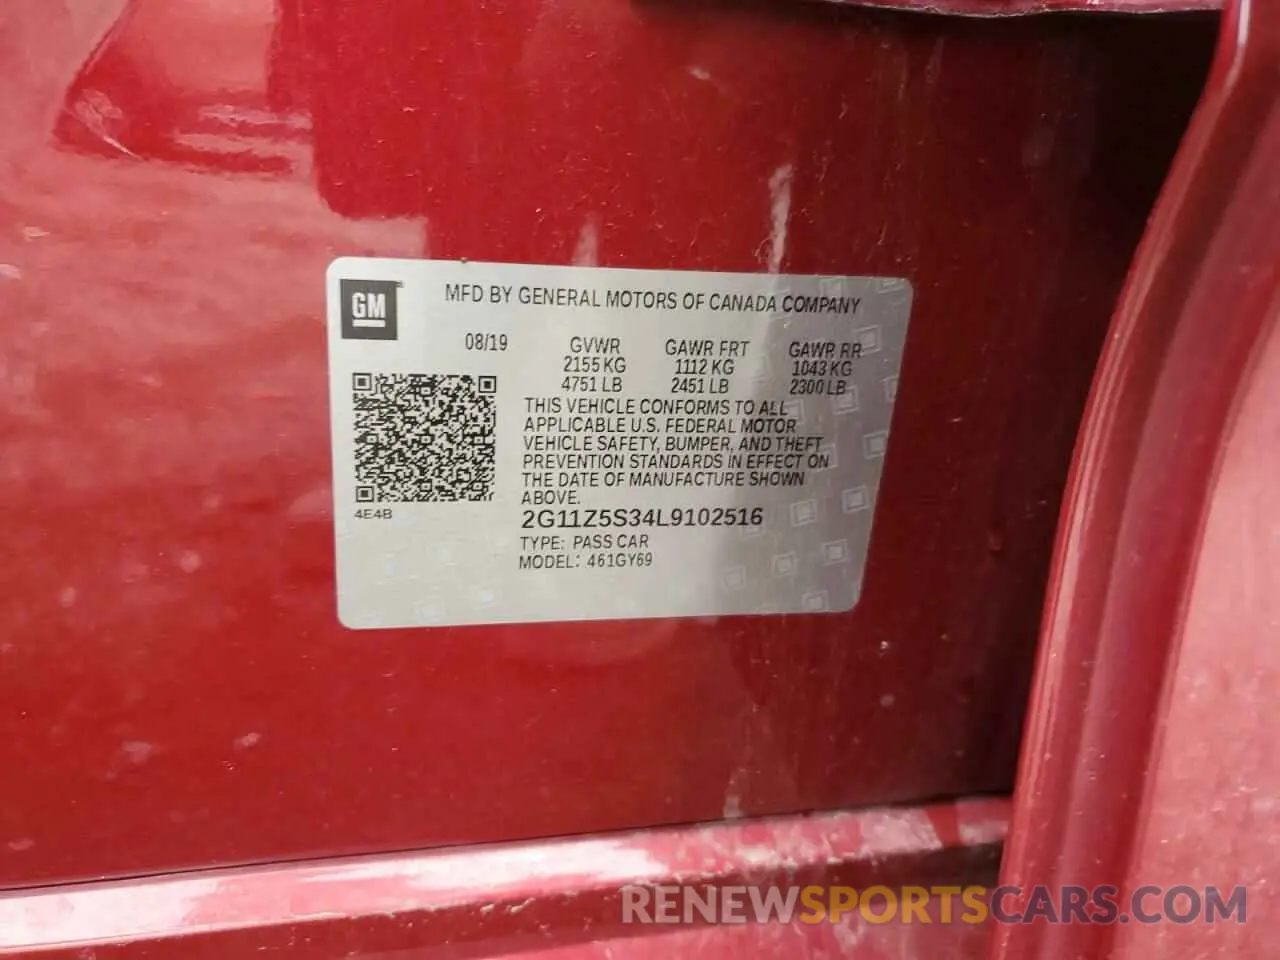 GM
MFD BY GENERAL MOTORS OF CANADA COMPANY
08/19 GVWR GAWR FRT GAWR RR
2155 KG 1112 KG 1043 KG
4751 LB 2451 LB 2300 LB
THIS VEHICLE CONFORMS TO ALL
APPLICABLE U.S. FEDERAL MOTOR
VEHICLE SAFETY, BUMPER, AND THEFT
PREVENTION STANDARDS IN EFFECT ON
THE DATE OF MANUFACTURE SHOWN
ABOVE.
4E4B
2G11Z5S34L9102516
TYPE: PASS CAR
MODEL: 461GY69
RENEWSPORTSCARS.COM